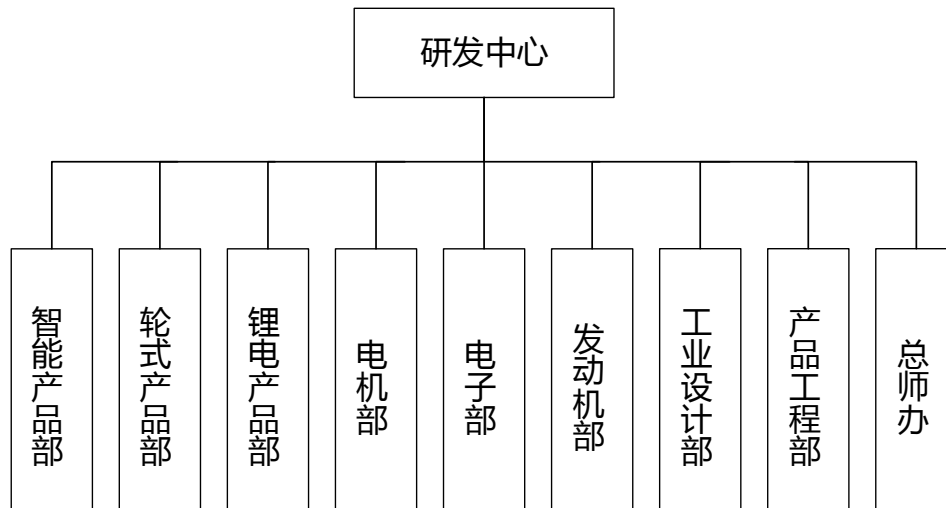 研发中心
智能产品部
轮式产品部
锂电产品部
电机部
电子部
发动机部
工业设计部
产品工程部
总师办